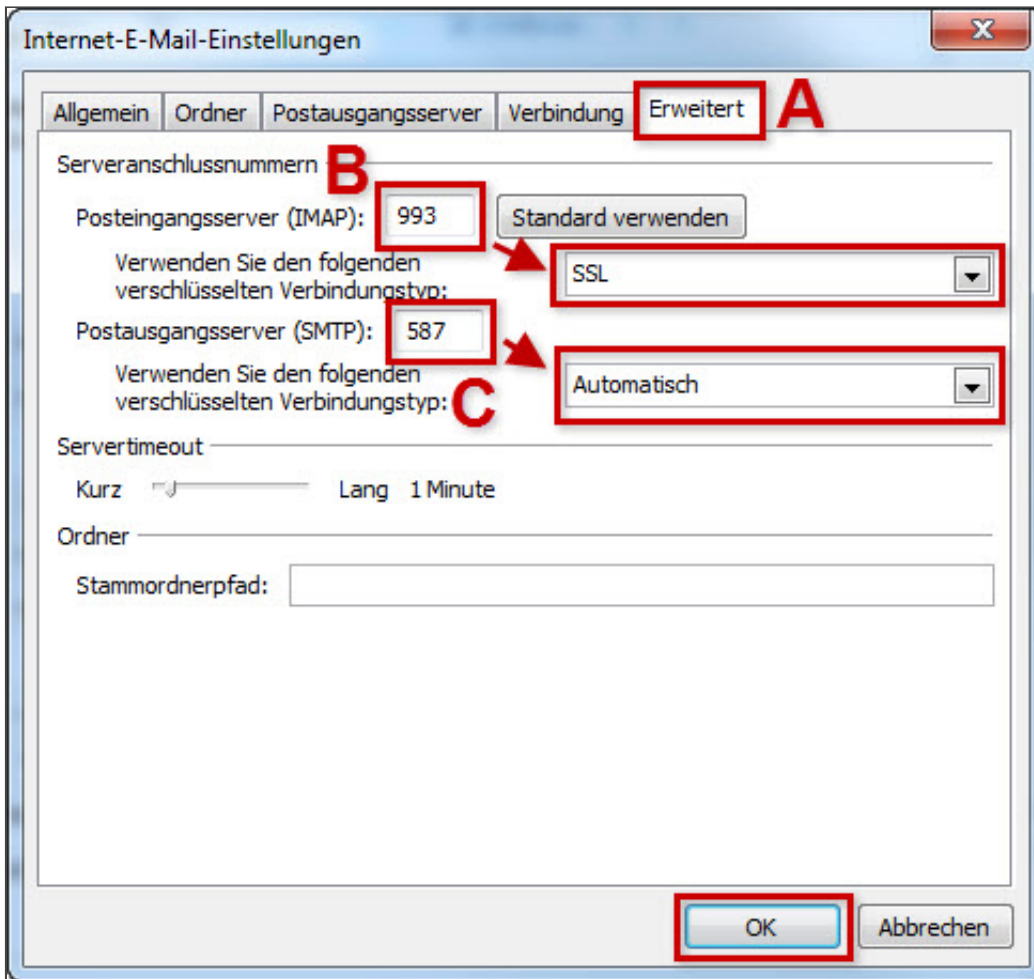 Internet-E-Mail-Einstellungen
Allgemein Ordner Postausgangsserver Verbindung Erweitert A
Serveranschlussnummern B
Posteingangsserver (IMAP): 993 Standard verwenden
Verwenden Sie den folgenden
verschlüsselten Verbindungstyp: SSL
Postausgangsserver (SMTP): 587
Verwenden Sie den folgenden
verschlüsselten Verbindungstyp: C Automatisch
Servertimeout
Kurz Lang 1 Minute
Ordner
Stammordnerpfad:
OK Abbrechen